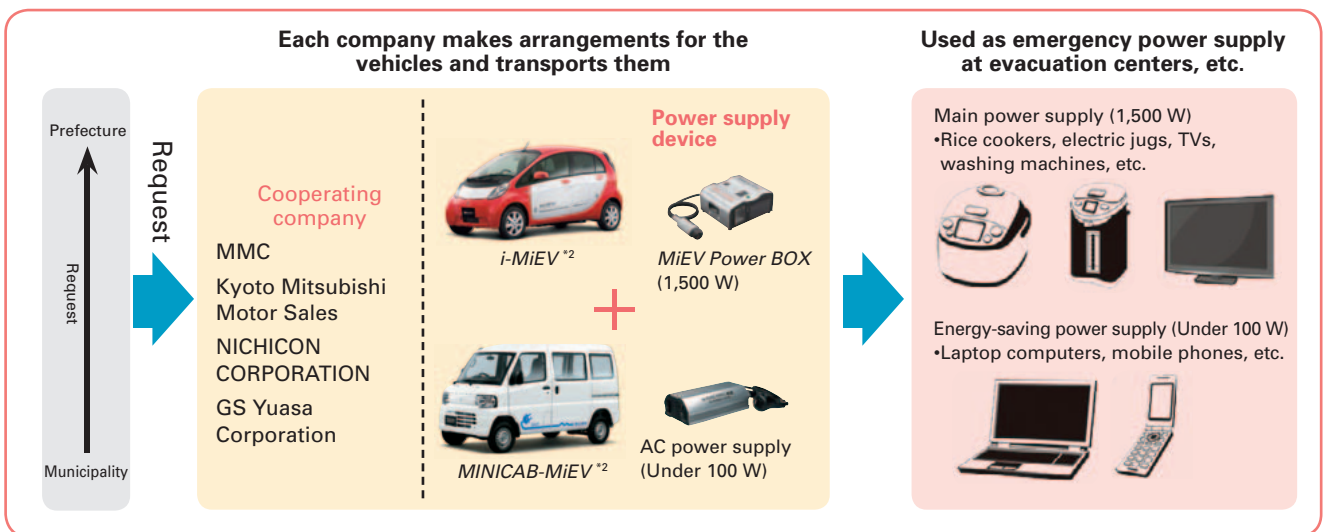 Each company makes arrangements for the
vehicles and transports them
Used as emergency power supply
at evacuation centers, etc.
Prefecture
Request
Municipality
Request
Cooperating
company
MMC
Kyoto Mitsubishi
Motor Sales
NICHICON
CORPORATION
GS Yuasa
Corporation
Power supply
device
i-MiEV *2
MiEV Power BOX
(1,500 W)
+
MINICAB-MiEV *2
AC power supply
(Under 100 W)
Main power supply (1,500 W)
•Rice cookers, electric jugs, TVs,
washing machines, etc.
Energy-saving power supply (Under 100 W)
•Laptop computers, mobile phones, etc.